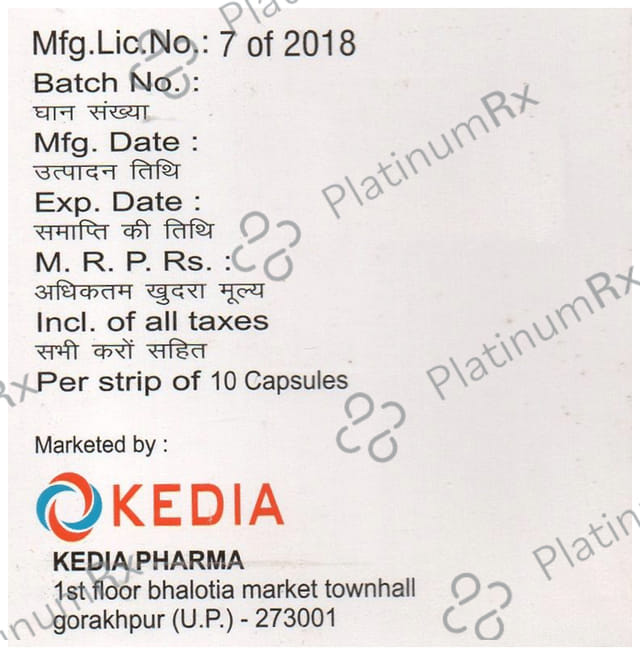 Mfg.Lic.No.: 7 of 2018
Batch No. :
घान संख्या
Mfg. Date :
उत्पादन तिथि
Exp. Date :
समाप्ति की तिथि
M. R. P. Rs. :
अधिकतम खुदरा मूल्य
Incl. of all taxes
सभी करों सहित
Per strip of 10 Capsules
Marketed by :
KEDIA
KEDIA PHARMA
1st floor bhalotia market townhall
gorakhpur (U.P.) - 273001
PlatinumRx
PlatinumRx